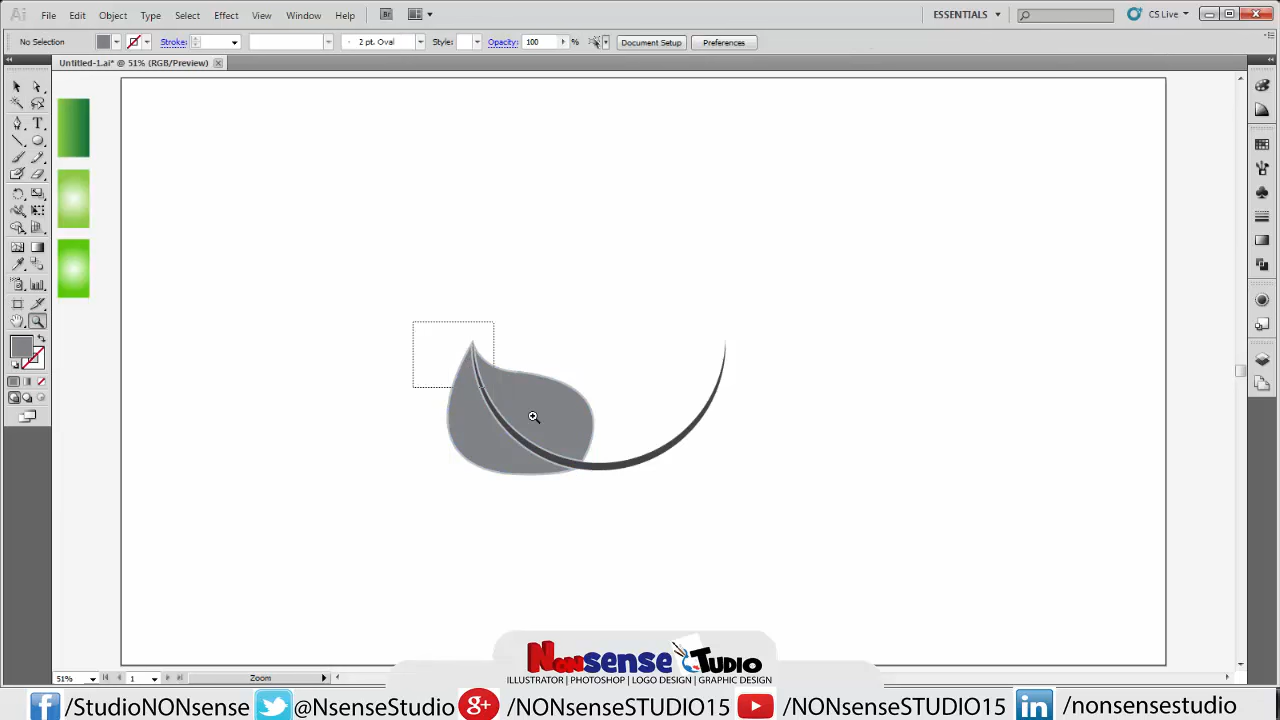 Ai File Edit Object Type Select Effect View Window Help Br ESSENTIALS CS Live
No Selection Stroke: 2 pt. Oval Style: Opacity: 100 % Document Setup Preferences
Untitled-1.ai* @ 51% (RGB/Preview)
T
51% 1 Zoom
NONsense STUDIO
ILLUSTRATOR | PHOTOSHOP | LOGO DESIGN | GRAPHIC DESIGN
f /StudioNONsense @NsenseStudio g+ /NONsenseSTUDIO15 /NONsenseSTUDIO15 in /nonsensestudio